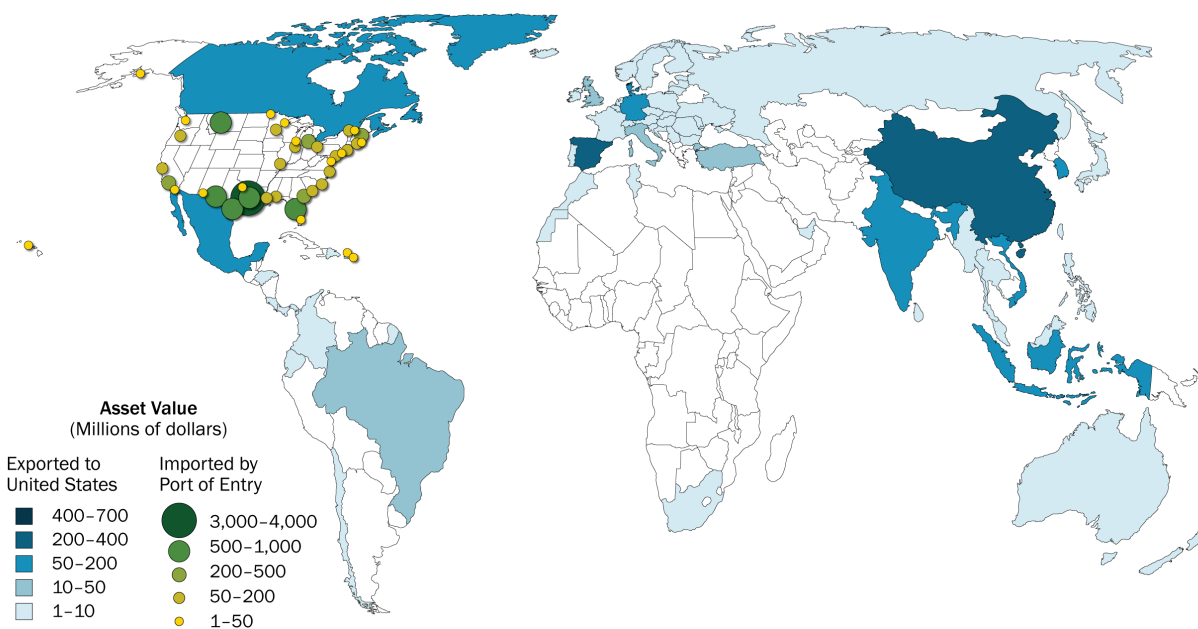 Asset Value
(Millions of dollars)
Exported to
United States
400–700
200–400
50–200
10–50
1–10
Imported by
Port of Entry
3,000–4,000
500–1,000
200–500
50–200
1–50